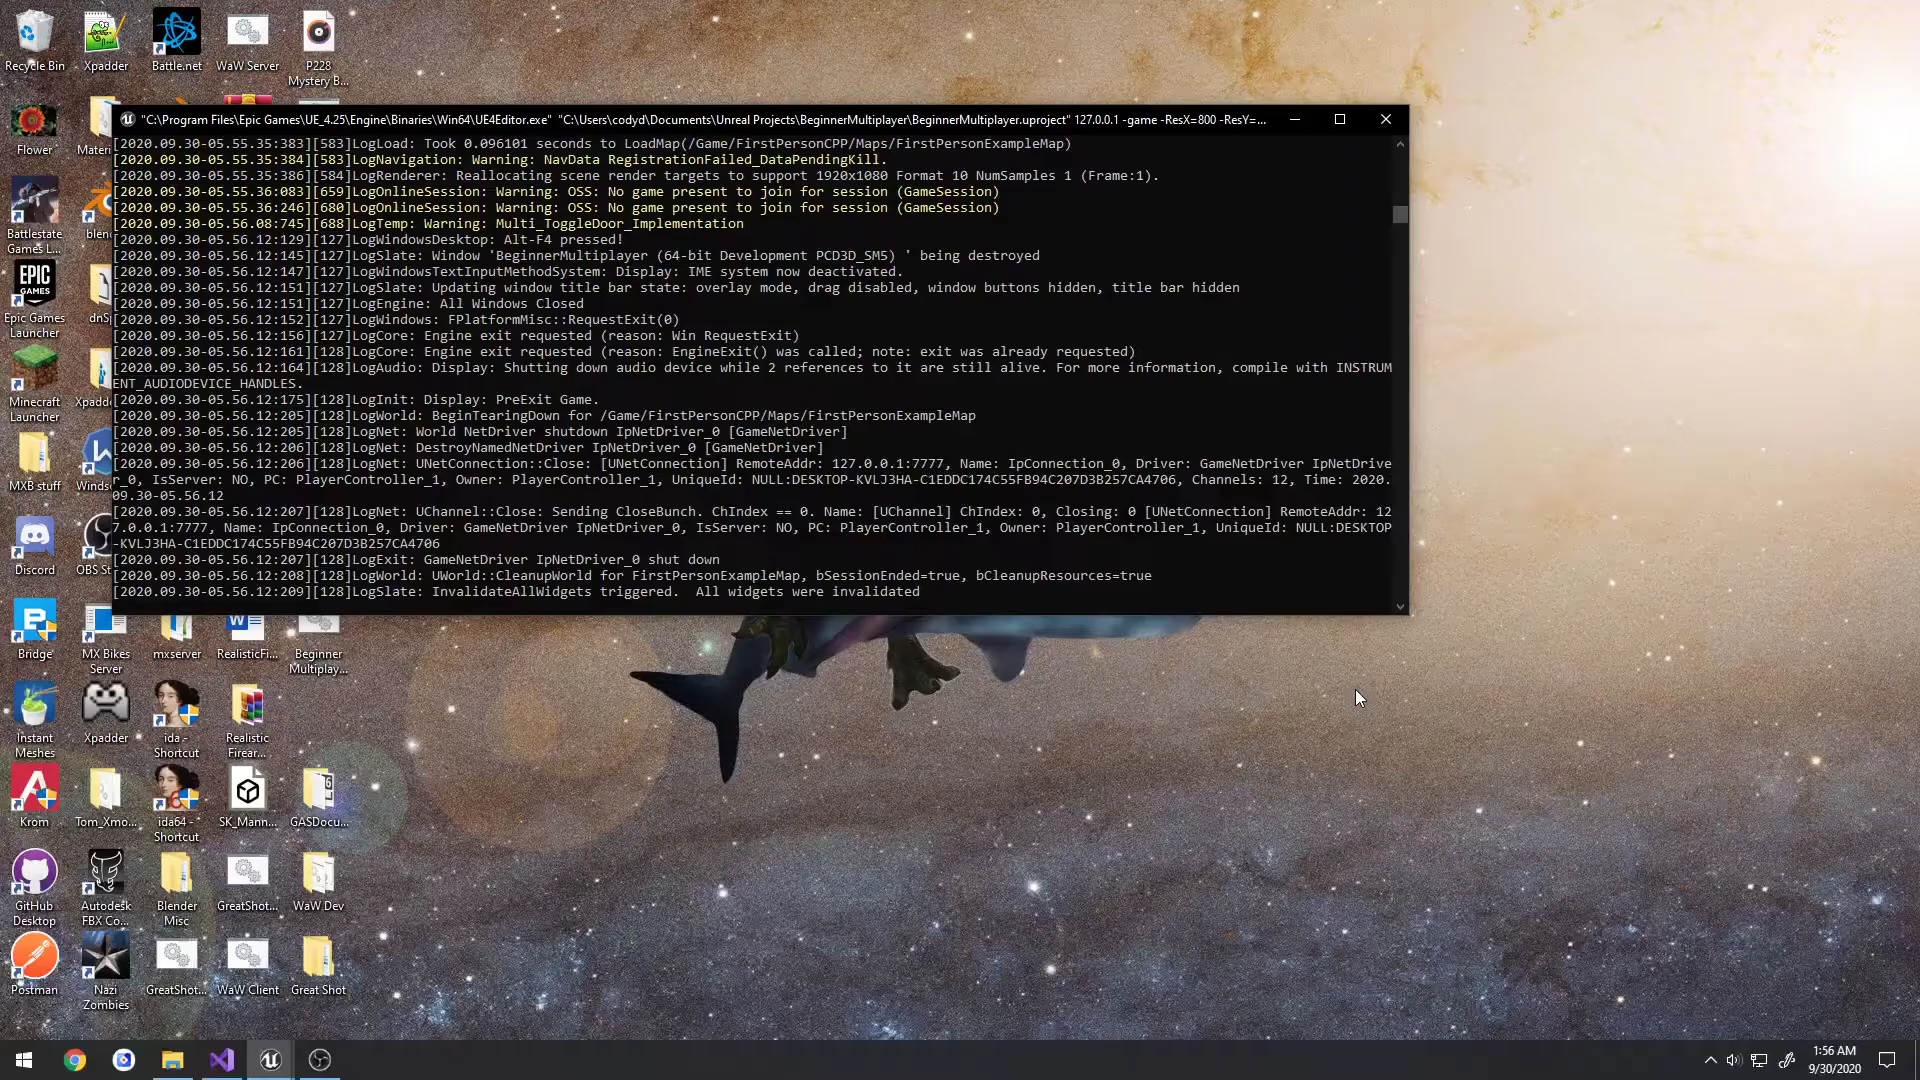 Recycle Bin
Xpadder
Battle.net
WaW Server
P228
Mystery B...
"C:\Program Files\Epic Games\UE_4.25\Engine\Binaries\Win64\UE4Editor.exe"  "C:\Users\codyd\Documents\Unreal Projects\BeginnerMultiplayer\BeginnerMultiplayer.uproject" 127.0.0.1 -game -ResX=800 -ResY=...
[2020.09.30-05.55.35:383][583]LogLoad: Took 0.096101 seconds to LoadMap(/Game/FirstPersonCPP/Maps/FirstPersonExampleMap)
[2020.09.30-05.55.35:384][583]LogNavigation: Warning: NavData RegistrationFailed_DataPendingKill.
[2020.09.30-05.55.35:386][584]LogRenderer: Reallocating scene render targets to support 1920x1080 Format 10 NumSamples 1 (Frame:1).
[2020.09.30-05.55.36:083][659]LogOnlineSession: Warning: OSS: No game present to join for session (GameSession)
[2020.09.30-05.55.36:246][680]LogOnlineSession: Warning: OSS: No game present to join for session (GameSession)
[2020.09.30-05.56.08:745][688]LogTemp: Warning: Multi_ToggleDoor_Implementation
[2020.09.30-05.56.12:129][127]LogWindowsDesktop: Alt-F4 pressed!
[2020.09.30-05.56.12:145][127]LogSlate: Window 'BeginnerMultiplayer (64-bit Development PCD3D_SM5) ' being destroyed
[2020.09.30-05.56.12:147][127]LogWindowsTextInputMethodSystem: Display: IME system now deactivated.
[2020.09.30-05.56.12:151][127]LogSlate: Updating window title bar state: overlay mode, drag disabled, window buttons hidden, title bar hidden
[2020.09.30-05.56.12:151][127]LogEngine: All Windows Closed
[2020.09.30-05.56.12:152][127]LogWindows: FPlatformMisc::RequestExit(0)
[2020.09.30-05.56.12:156][127]LogCore: Engine exit requested (reason: Win RequestExit)
[2020.09.30-05.56.12:161][128]LogCore: Engine exit requested (reason: EngineExit() was called; note: exit was already requested)
[2020.09.30-05.56.12:164][128]LogAudio: Display: Shutting down audio device while 2 references to it are still alive. For more information, compile with INSTRUM
ENT_AUDIODEVICE_HANDLES.
[2020.09.30-05.56.12:175][128]LogInit: Display: PreExit Game.
[2020.09.30-05.56.12:205][128]LogWorld: BeginTearingDown for /Game/FirstPersonCPP/Maps/FirstPersonExampleMap
[2020.09.30-05.56.12:205][128]LogNet: World NetDriver shutdown IpNetDriver_0 [GameNetDriver]
[2020.09.30-05.56.12:206][128]LogNet: DestroyNamedNetDriver IpNetDriver_0 [GameNetDriver]
[2020.09.30-05.56.12:206][128]LogNet: UNetConnection::Close: [UNetConnection] RemoteAddr: 127.0.0.1:7777, Name: IpConnection_0, Driver: GameNetDriver IpNetDrive
r_0, IsServer: NO, PC: PlayerController_1, Owner: PlayerController_1, UniqueId: NULL:DESKTOP-KVLJ3HA-C1EDDC174C55FB94C207D3B257CA4706, Channels: 12, Time: 2020.
09.30-05.56.12
[2020.09.30-05.56.12:207][128]LogNet: UChannel::Close: Sending CloseBunch. ChIndex == 0. Name: [UChannel] ChIndex: 0, Closing: 0 [UNetConnection] RemoteAddr: 12
7.0.0.1:7777, Name: IpConnection_0, Driver: GameNetDriver IpNetDriver_0, IsServer: NO, PC: PlayerController_1, Owner: PlayerController_1, UniqueId: NULL:DESKTOP
-KVLJ3HA-C1EDDC174C55FB94C207D3B257CA4706
[2020.09.30-05.56.12:207][128]LogExit: GameNetDriver IpNetDriver_0 shut down
[2020.09.30-05.56.12:208][128]LogWorld: UWorld::CleanupWorld for FirstPersonExampleMap, bSessionEnded=true, bCleanupResources=true
[2020.09.30-05.56.12:209][128]LogSlate: InvalidateAllWidgets triggered.  All widgets were invalidated
Flower
Materi
Battlestate
Games L...
blen
EPIC
GAMES
Epic Games
Launcher
dnSp
Minecraft
Launcher
Xpadd
MXB stuff
Winds
Discord
OBS St
Bridge
MX Bikes
Server
mxserver
RealisticFi...
Beginner
Multiplay...
Instant
Meshes
Xpadder
ida -
Shortcut
Realistic
Firear...
Krom
Tom_Xmo...
ida64 -
Shortcut
SK_Mann...
GASDocu...
GitHub
Desktop
Autodesk
FBX Co...
Blender
Misc
GreatShot...
WaW Dev
Postman
Nazi
Zombies
GreatShot...
WaW Client
Great Shot
1:56 AM
9/30/2020